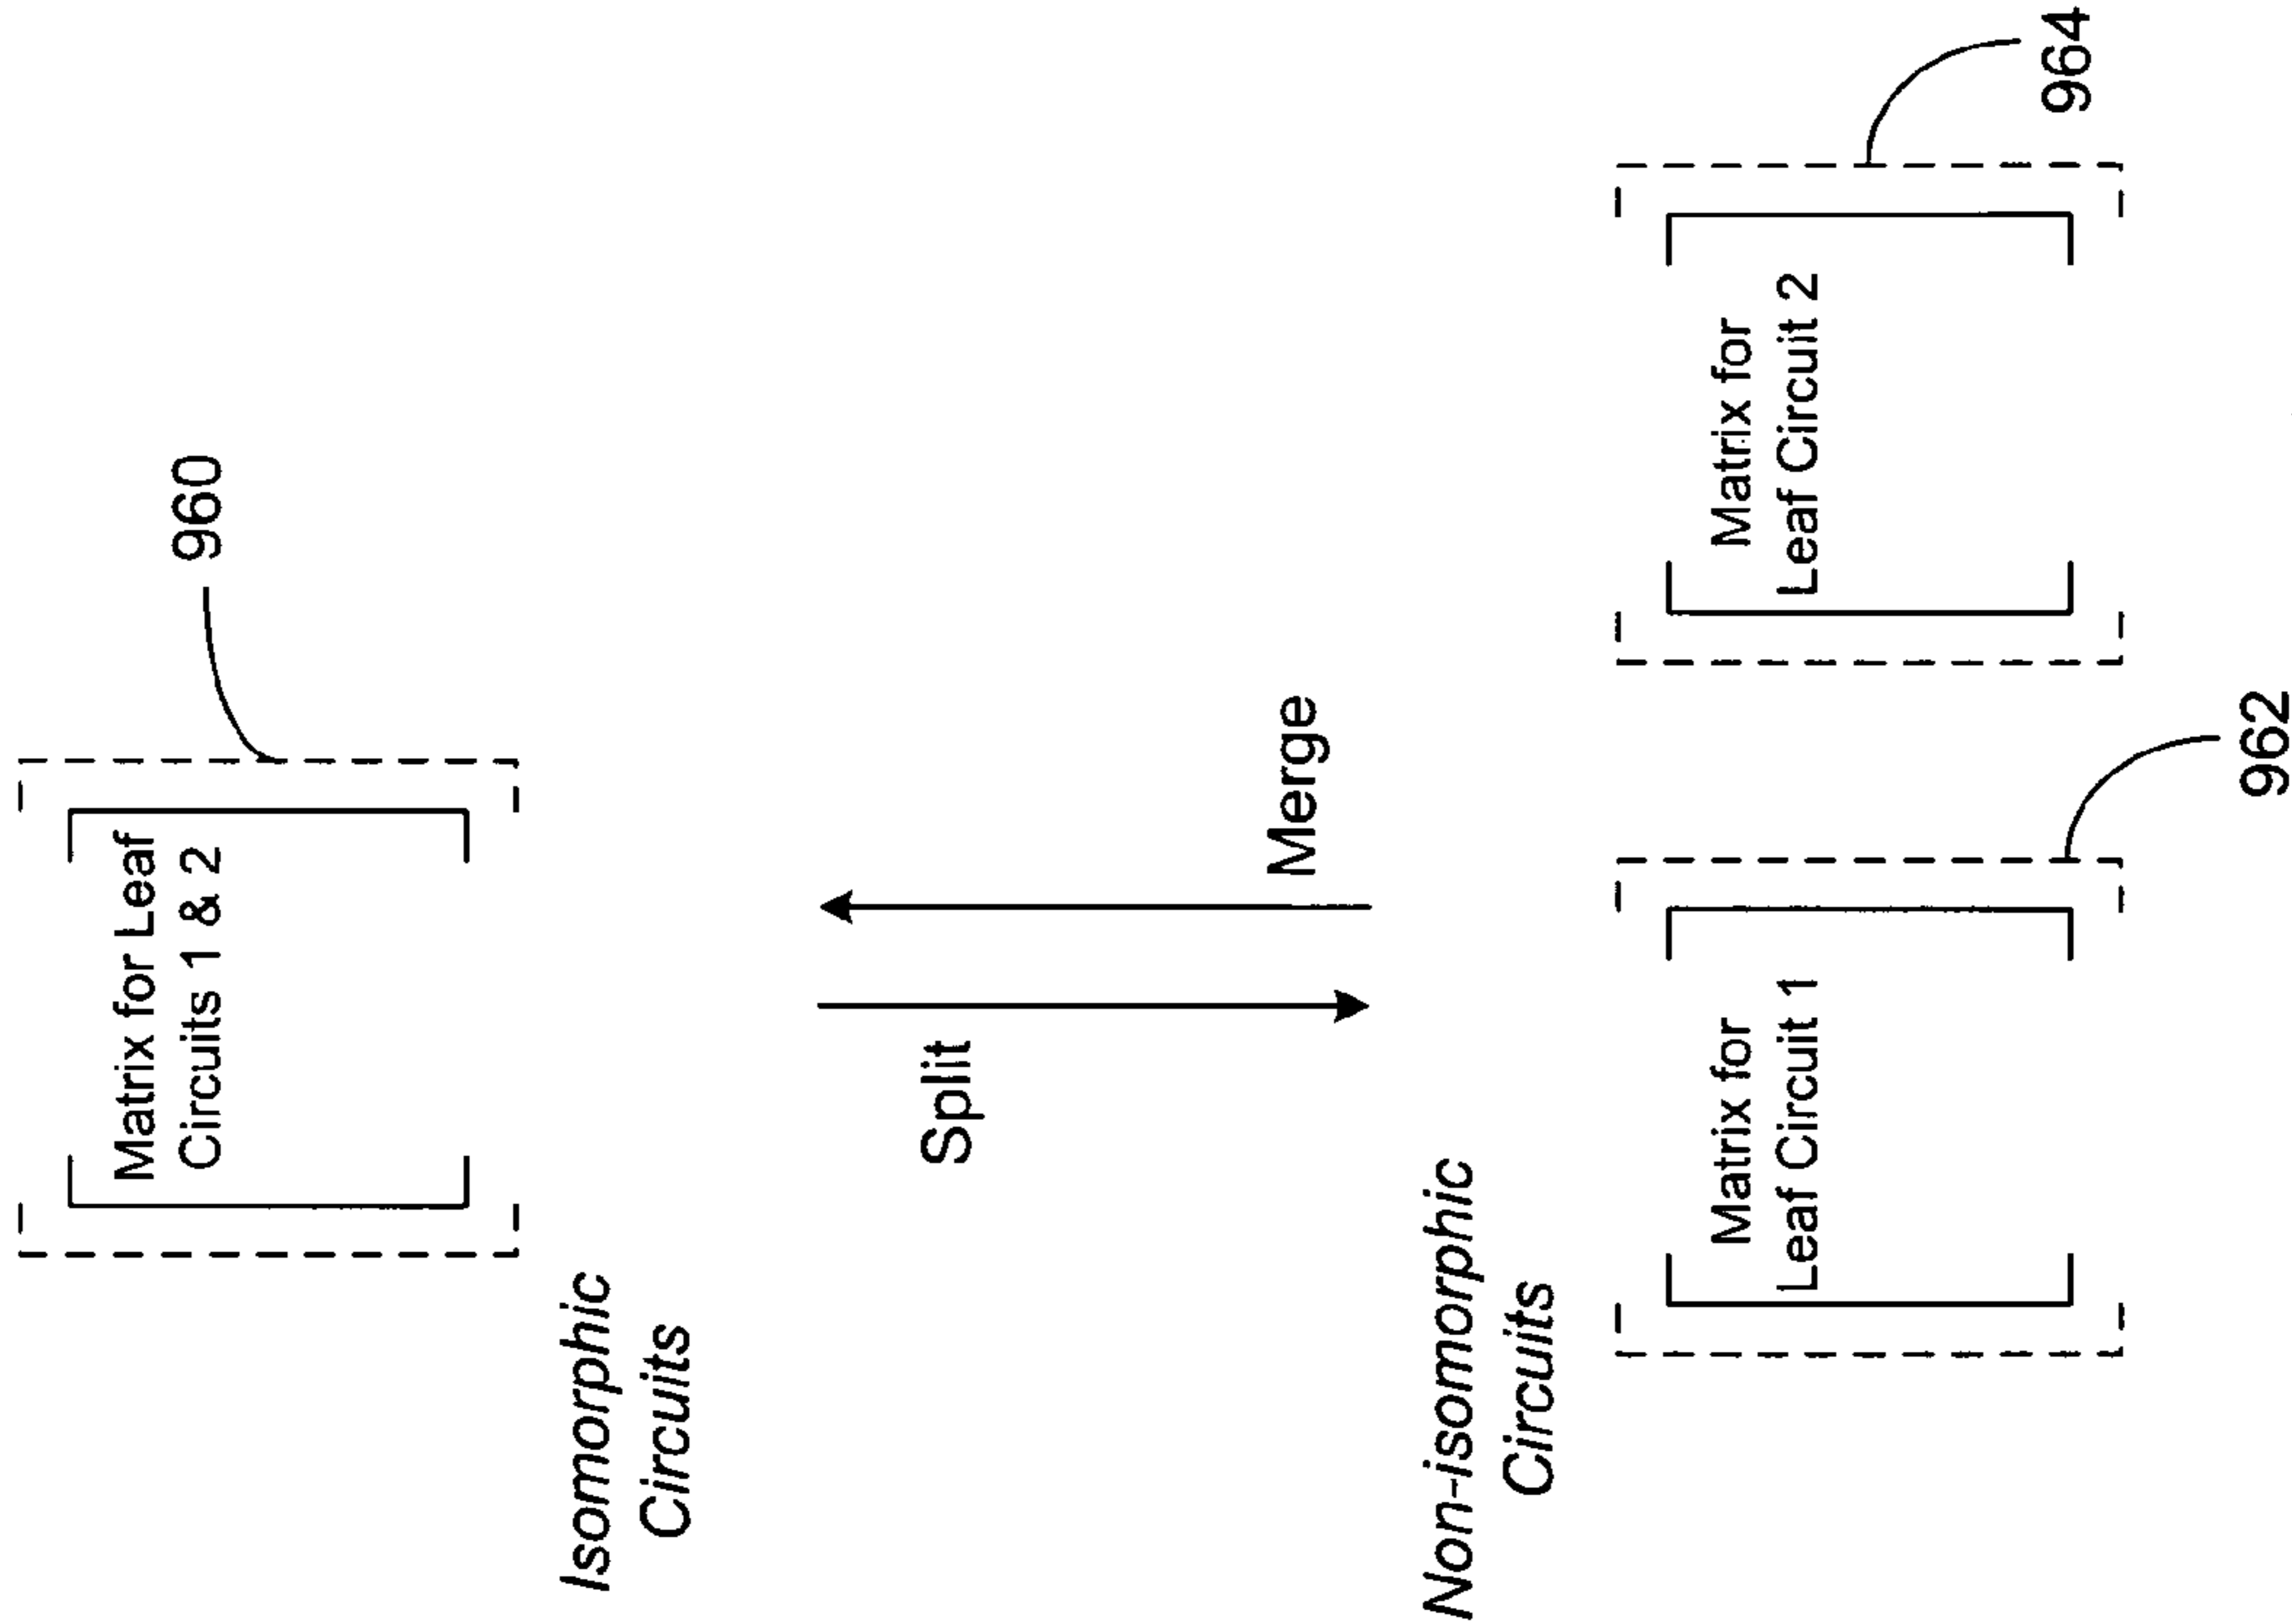 Matrix for Leaf
Circuits 1 & 2
960
Isomorphic
Circuits
Split
Merge
Non-isomorphic
Circuits
Matrix for
Leaf Circuit 1
Matrix for
Leaf Circuit 2
964
962